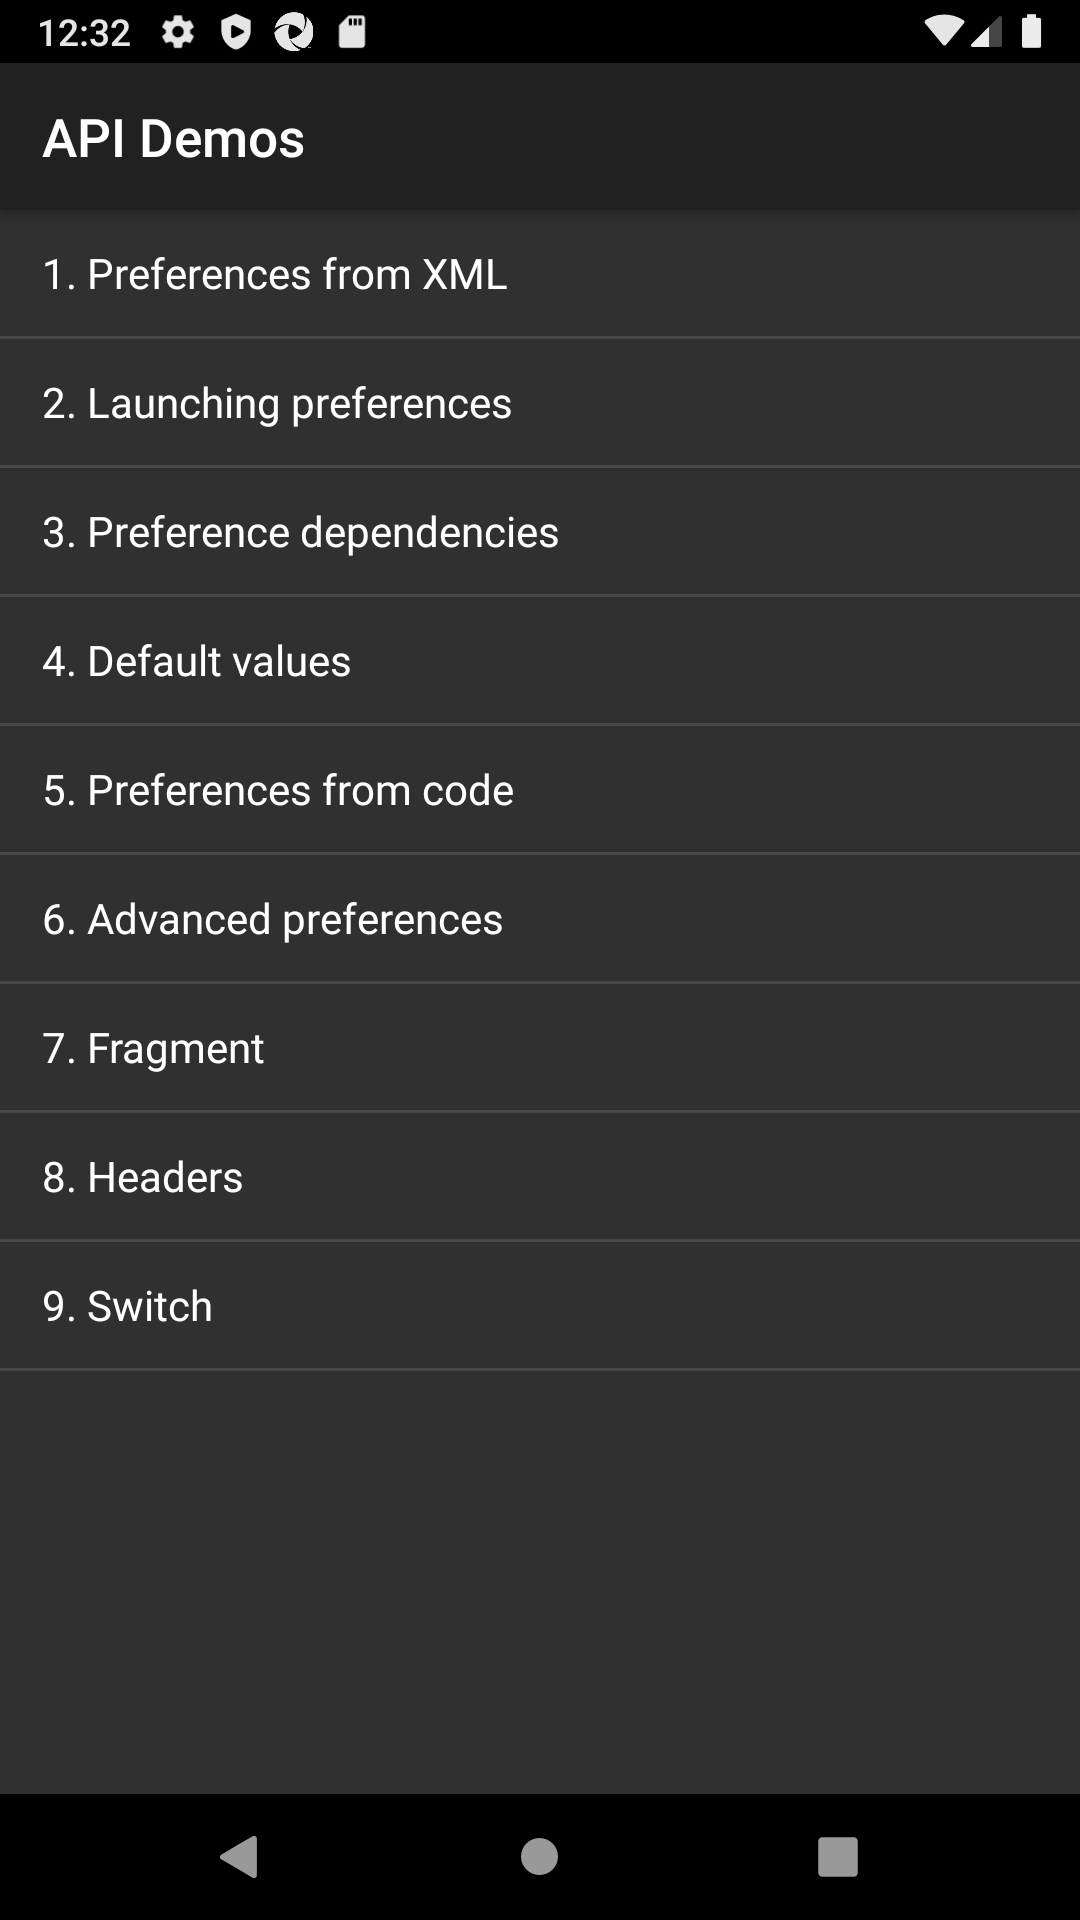 12:32
API Demos
1. Preferences from XML
2. Launching preferences
3. Preference dependencies
4. Default values
5. Preferences from code
6. Advanced preferences
7. Fragment
8. Headers
9. Switch